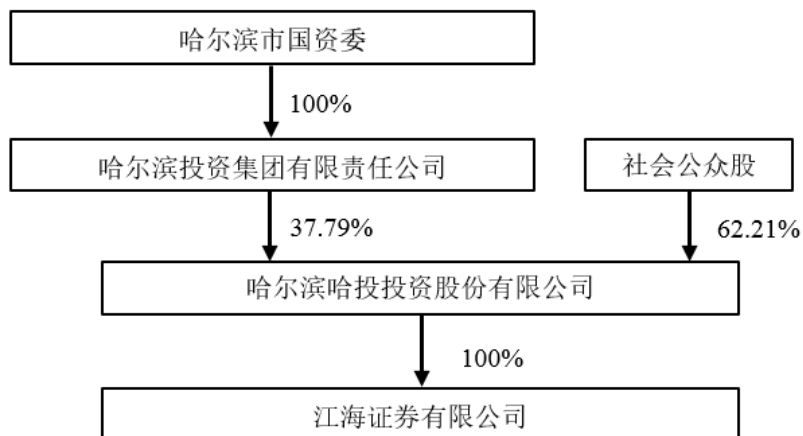 哈尔滨市国资委
100%
哈尔滨投资集团有限责任公司
社会公众股
37.79%
62.21%
哈尔滨哈投投资股份有限公司
100%
江海证券有限公司